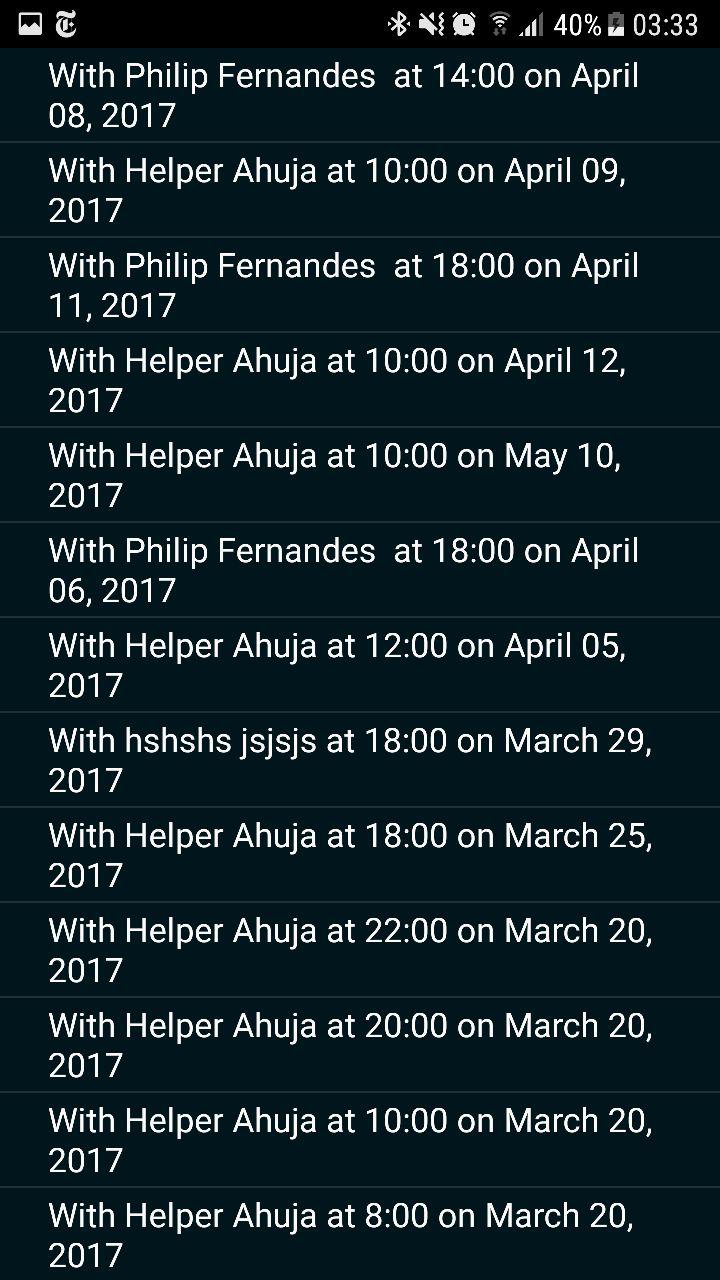 40% 03:33
With Philip Fernandes  at 14:00 on April
08, 2017
With Helper Ahuja at 10:00 on April 09,
2017
With Philip Fernandes  at 18:00 on April
11, 2017
With Helper Ahuja at 10:00 on April 12,
2017
With Helper Ahuja at 10:00 on May 10,
2017
With Philip Fernandes  at 18:00 on April
06, 2017
With Helper Ahuja at 12:00 on April 05,
2017
With hshshs jsjsjs at 18:00 on March 29,
2017
With Helper Ahuja at 18:00 on March 25,
2017
With Helper Ahuja at 22:00 on March 20,
2017
With Helper Ahuja at 20:00 on March 20,
2017
With Helper Ahuja at 10:00 on March 20,
2017
With Helper Ahuja at 8:00 on March 20,
2017